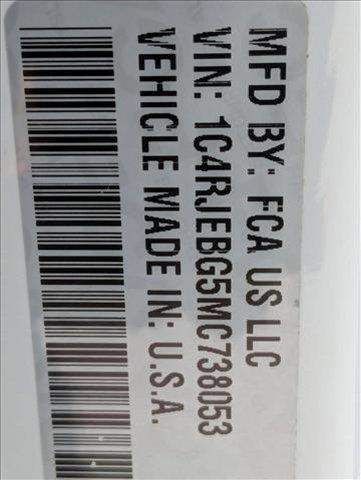 MFD BY: FCA US LLC
VIN: 1C4RJEBG5MC738053
VEHICLE MADE IN: U.S.A.